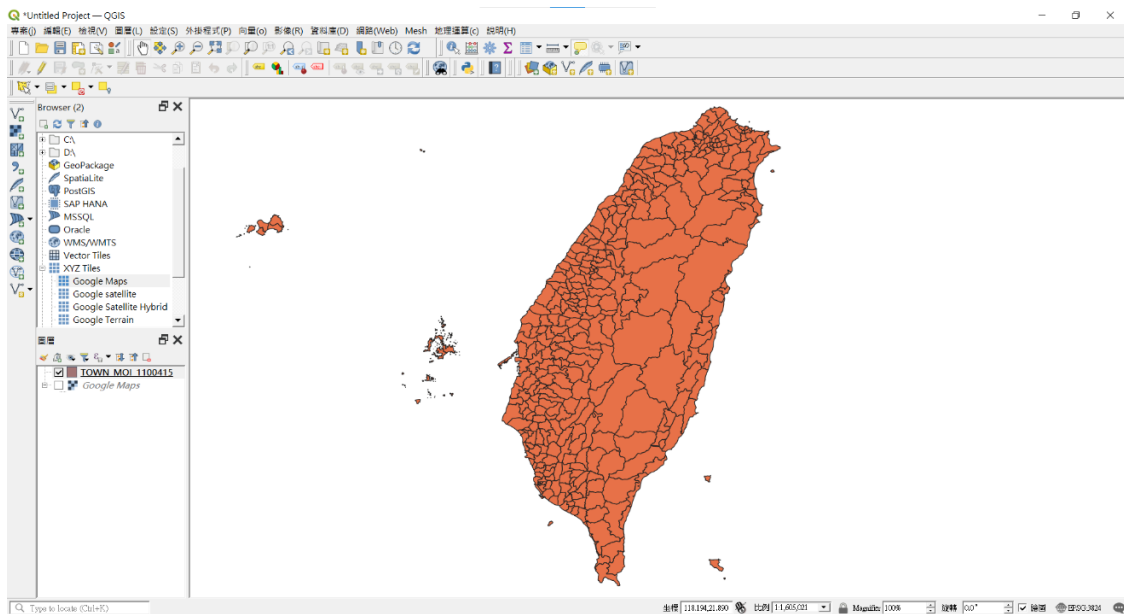 *Untitled Project — QGIS
專案(j) 編輯(E) 檢視(V) 圖層(L) 設定(S) 外掛程式(P) 向量(o) 影像(R) 資料庫(D) 網路(Web) Mesh 地理運算(c) 說明(H)
Browser (2)
C:\
D:\
GeoPackage
SpatiaLite
PostGIS
SAP HANA
MSSQL
Oracle
WMS/WMTS
Vector Tiles
XYZ Tiles
Google Maps
Google satellite
Google Satellite Hybrid
Google Terrain
圖層
TOWN_MOI_1100415
Google Maps
Type to locate (Ctrl+K)
坐標 118.194,21.890 比例 1:1,605,021 Magnifier 100% 旋轉 0.0° 繪圖 EPSG:3824